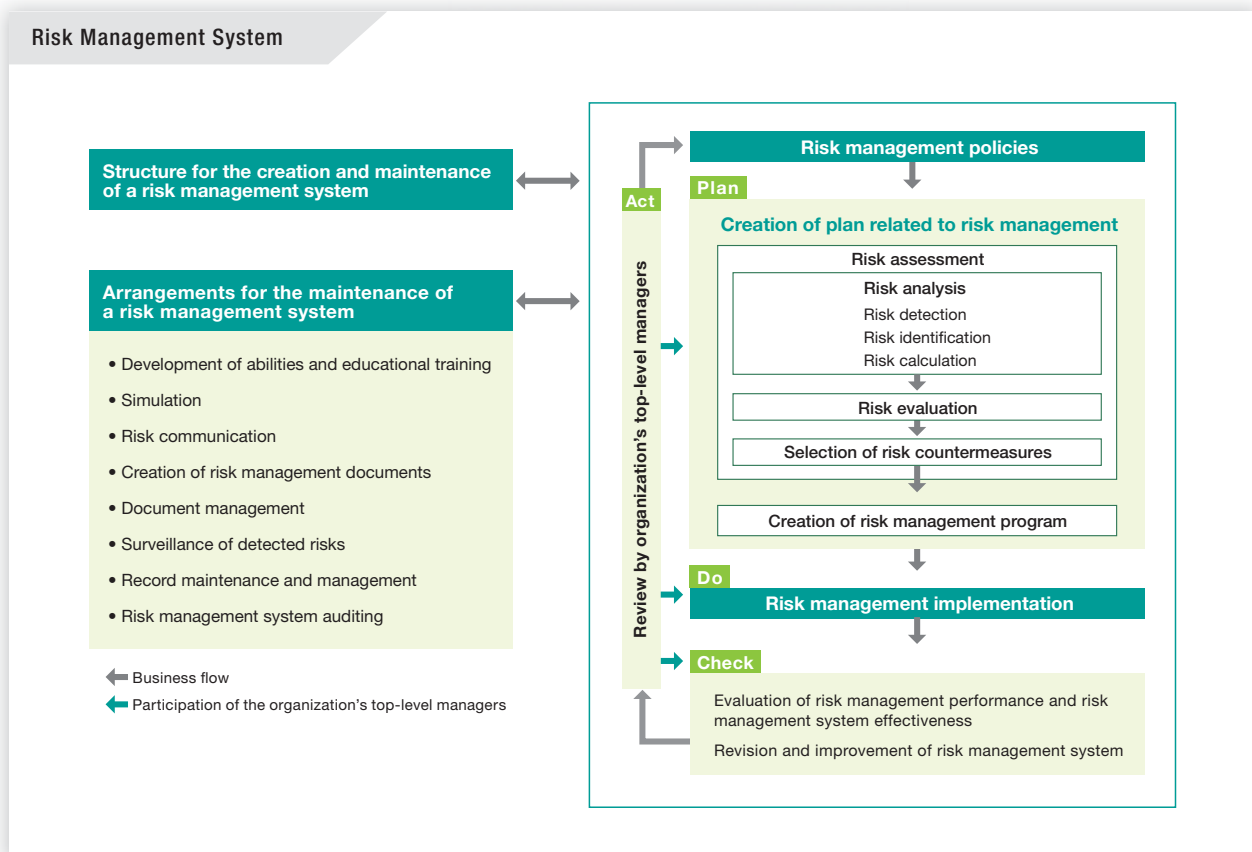 Risk Management System
Structure for the creation and maintenance
of a risk management system
Arrangements for the maintenance of
a risk management system
• Development of abilities and educational training
• Simulation
• Risk communication
• Creation of risk management documents
• Document management
• Surveillance of detected risks
• Record maintenance and management
• Risk management system auditing
Business flow
Participation of the organization’s top-level managers
Act
Review by organization’s top-level managers
Risk management policies
Plan
Creation of plan related to risk management
Risk assessment
Risk analysis
Risk detection
Risk identification
Risk calculation
Risk evaluation
Selection of risk countermeasures
Creation of risk management program
Do
Risk management implementation
Check
Evaluation of risk management performance and risk
management system effectiveness
Revision and improvement of risk management system